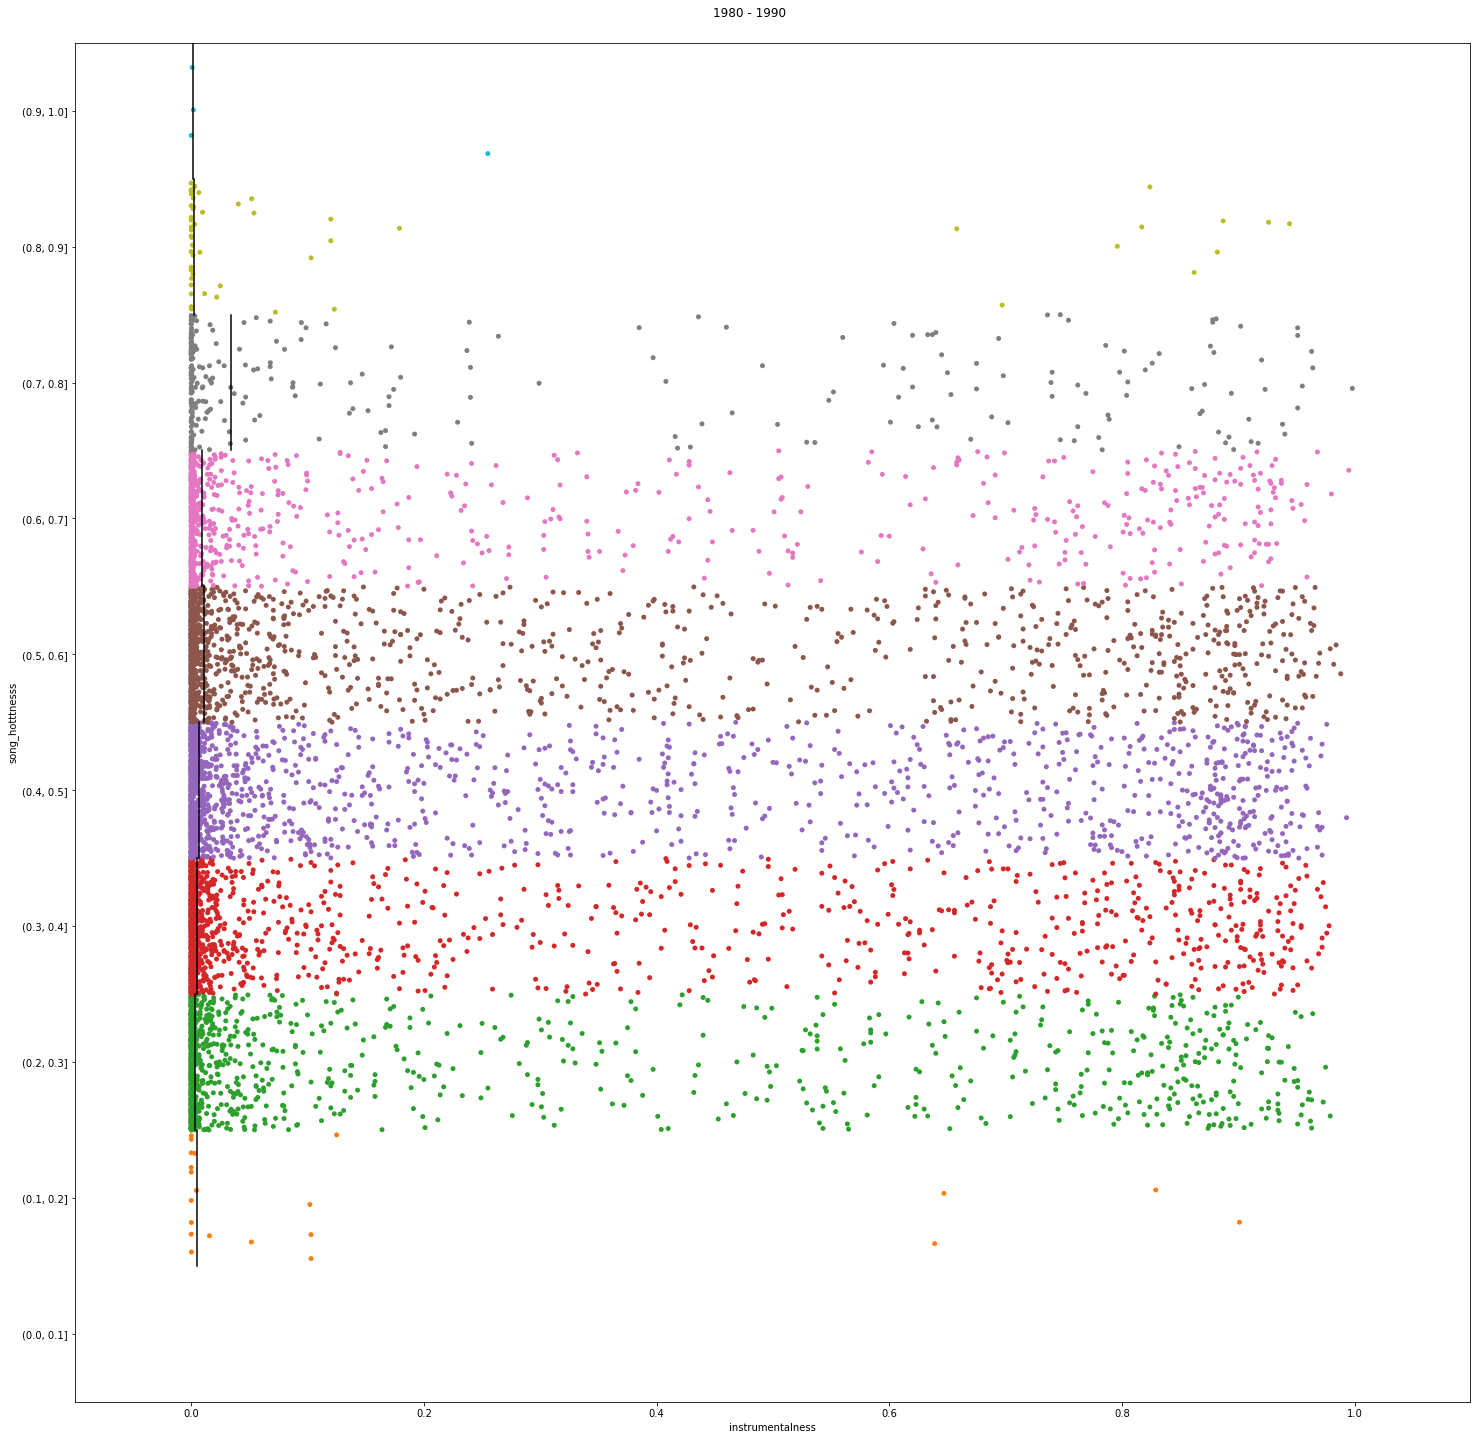 1980 - 1990
(0.9, 1.0]
(0.8, 0.9]
(0.7, 0.8]
(0.6, 0.7]
(0.5, 0.6]
(0.4, 0.5]
(0.3, 0.4]
(0.2, 0.3]
(0.1, 0.2]
(0.0, 0.1]
song_hotttnesss
0.0 0.2 0.4 0.6 0.8 1.0
instrumentalness